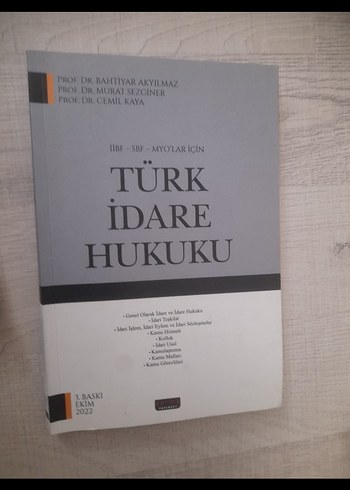 PROF. DR. BAHTİYAR AKYILMAZ
PROF. DR. MURAT SEZGİNER
PROF. DR. CEMİL KAYA
İİBF - SBF - MYO'LAR İÇİN
TÜRK
İDARE
HUKUKU
• Genel Olarak İdare ve İdare Hukuku
• İdari Teşkilat
• İdari İşlem, İdari Eylem ve İdari Sözleşmeler
• Kamu Hizmeti
• Kolluk
• İdari Usul
• Kamulaştırma
• Kamu Malları
• Kamu Görevlileri
3. BASKI
EKİM
2022